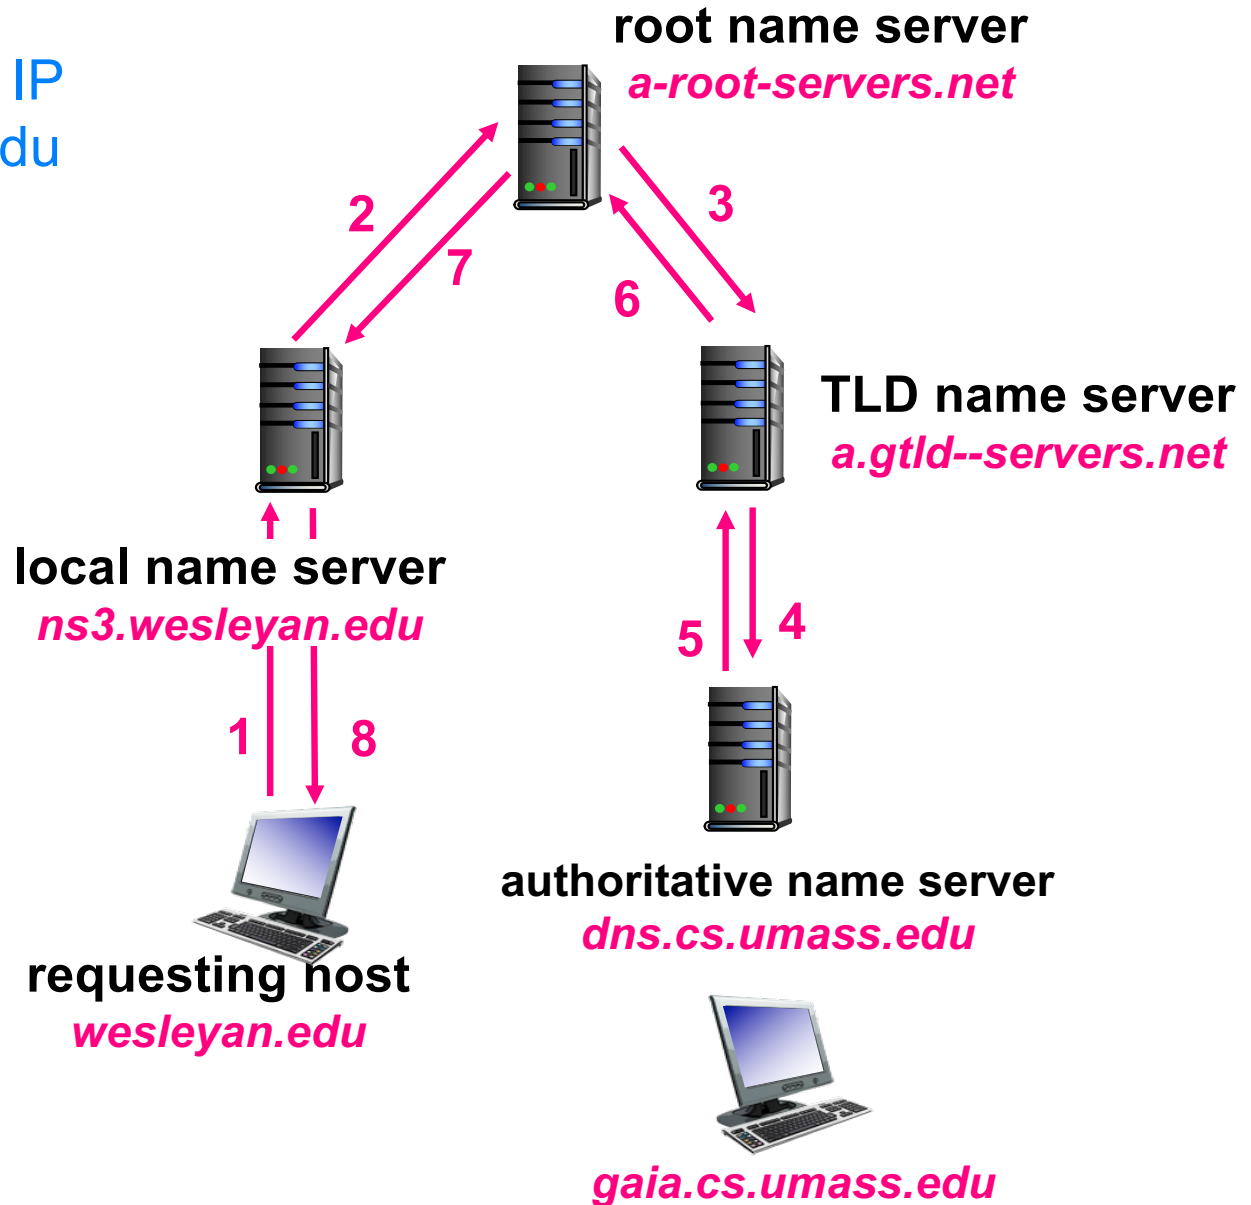 root name server
a-root-servers.net
IP
du
2
3
7
6
TLD name server
a.gtld--servers.net
local name server
ns3.wesleyan.edu
5
4
1
8
authoritative name server
dns.cs.umass.edu
requesting host
wesleyan.edu
gaia.cs.umass.edu